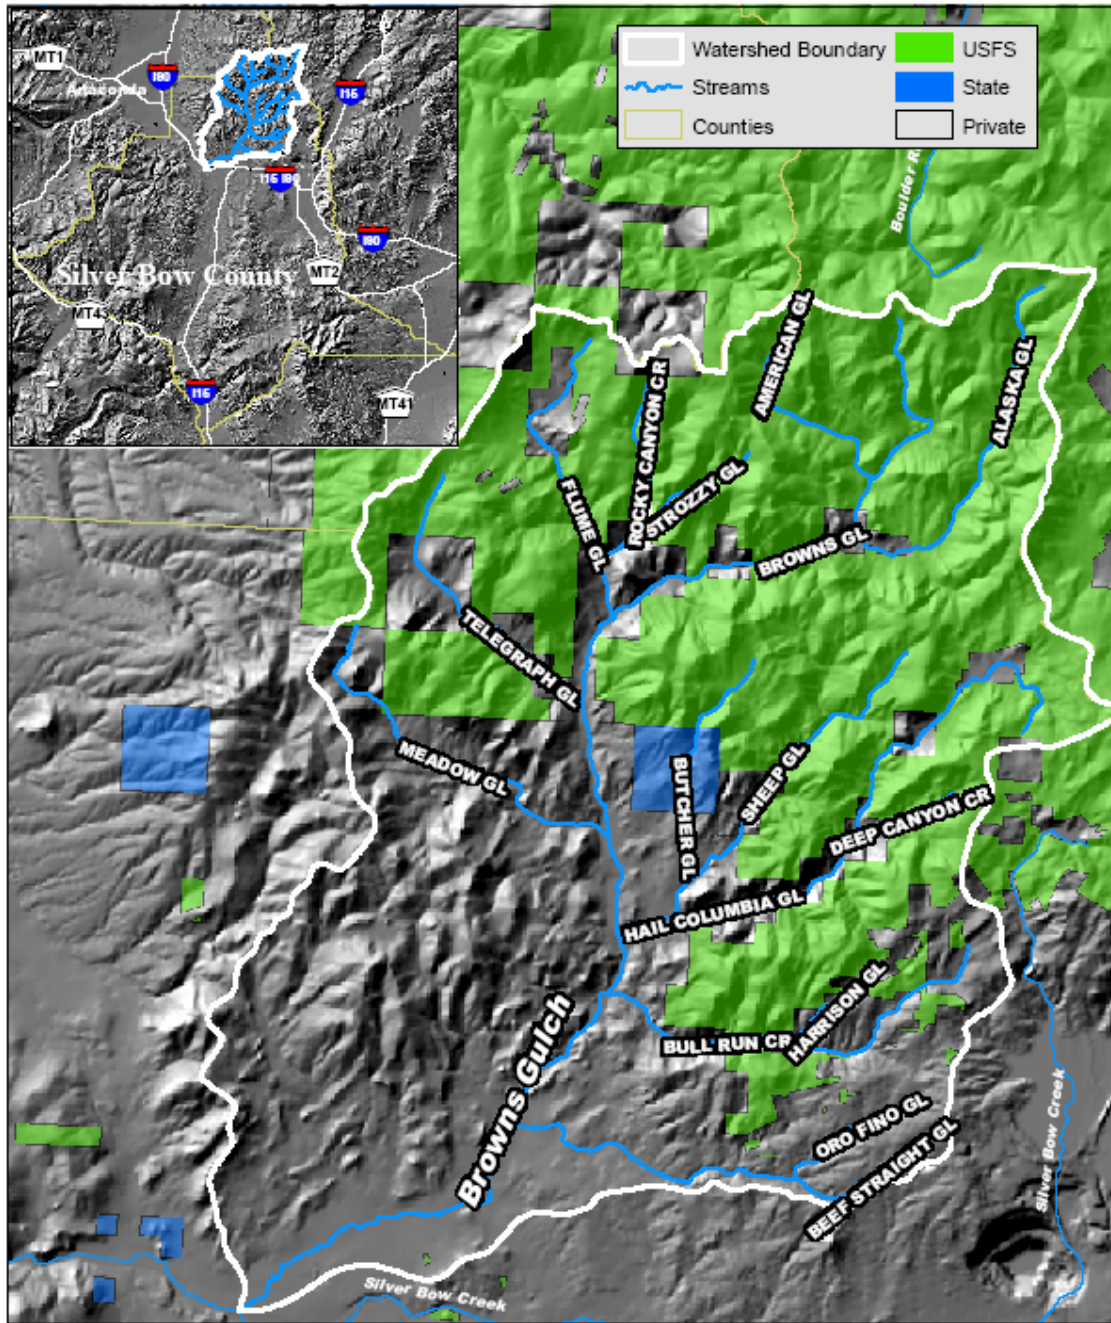 MT1
Anaconda
I90
I15
I15 I90
I90
Silver Bow County
MT2
MT43
I15
MT41
Watershed Boundary
Streams
Counties
USFS
State
Private
Boulder
AMERICAN GL
ALASKA GL
ROCKY CANYON CR
STROZZY GL
FLUME GL
BROWNS GL
TELEGRAPH GL
MEADOW GL
BUTCHER GL
SHEEP GL
DEEP CANYON CR
HAIL COLUMBIA GL
HARRISON GL
BULL RUN CR
Browns Gulch
ORO FINO GL
BEEF STRAIGHT GL
Silver Bow Creek
Silver Bow Creek